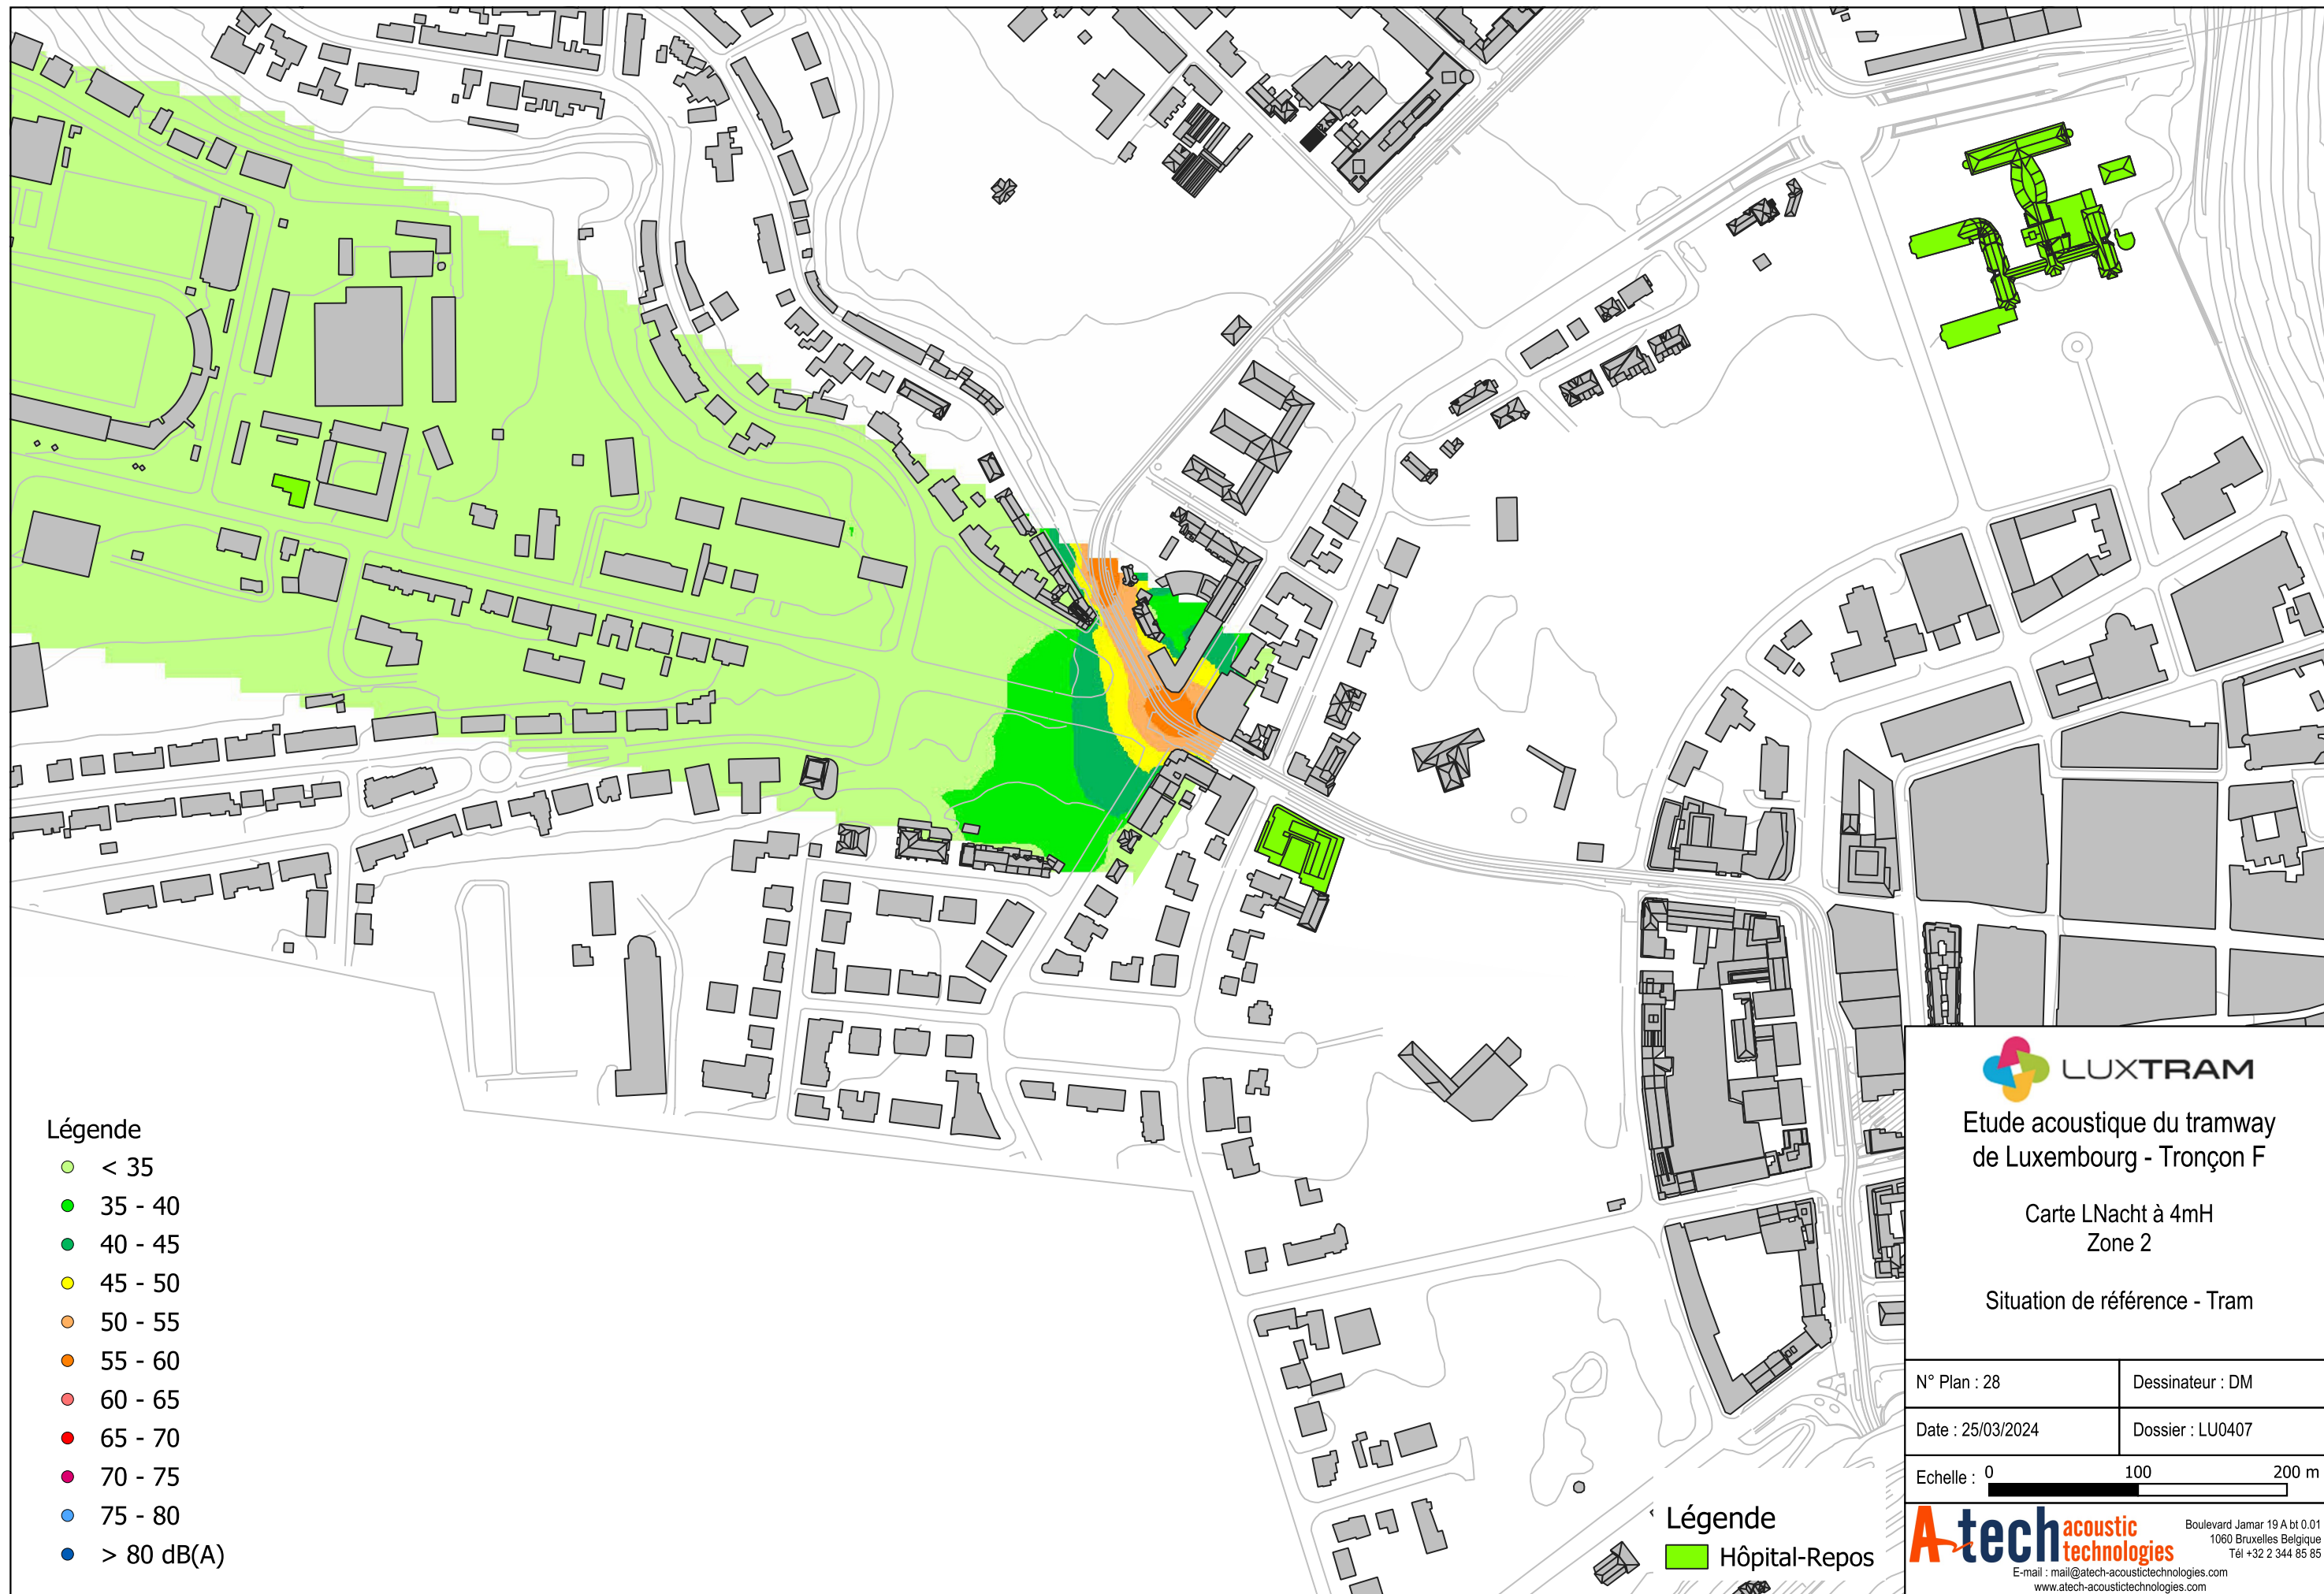 Légende
< 35
35 - 40
40 - 45
45 - 50
50 - 55
55 - 60
60 - 65
65 - 70
70 - 75
75 - 80
> 80 dB(A)
Légende
Hôpital-Repos
LUXTRAM
Etude acoustique du tramway
de Luxembourg - Tronçon F
Carte LNacht à 4mH
Zone 2
Situation de référence - Tram
N° Plan : 28
Dessinateur : DM
Date : 25/03/2024
Dossier : LU0407
Echelle : 0 100 200 m
A-tech acoustic technologies
Boulevard Jamar 19 A bt 0.01
1060 Bruxelles Belgique
Tél +32 2 344 85 85
E-mail : mail@atech-acoustictechnologies.com
www.atech-acoustictechnologies.com